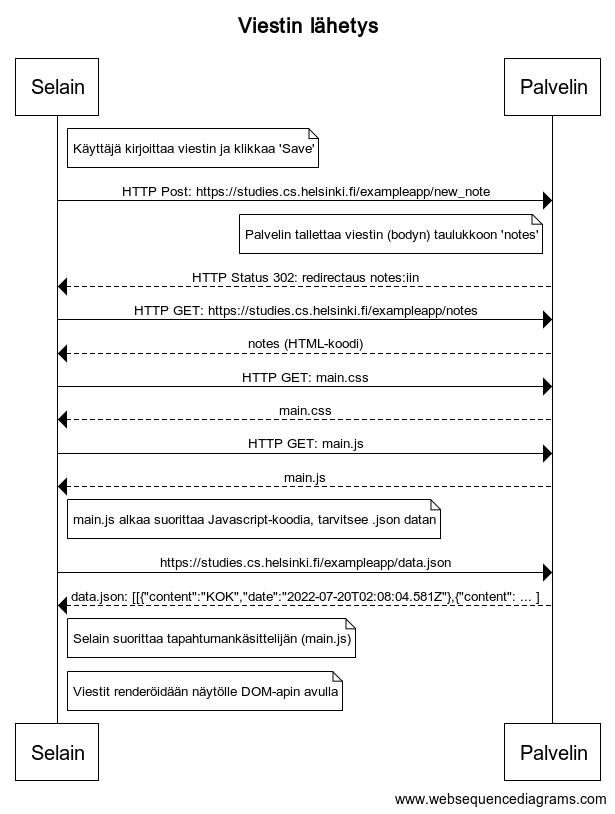 Viestin lähetys
Selain
Palvelin
Käyttäjä kirjoittaa viestin ja klikkaa 'Save'
HTTP Post: https://studies.cs.helsinki.fi/exampleapp/new_note
Palvelin tallettaa viestin (bodyn) taulukkoon 'notes'
HTTP Status 302: redirectaus notes:iin
HTTP GET: https://studies.cs.helsinki.fi/exampleapp/notes
notes (HTML-koodi)
HTTP GET: main.css
main.css
HTTP GET: main.js
main.js
main.js alkaa suorittaa Javascript-koodia, tarvitsee .json datan
https://studies.cs.helsinki.fi/exampleapp/data.json
data.json: [[{"content":"KOK","date":"2022-07-20T02:08:04.581Z"},{"content": ... ]
Selain suorittaa tapahtumankäsittelijän (main.js)
Viestit renderöidään näytölle DOM-apin avulla
Selain
Palvelin
www.websequencediagrams.com